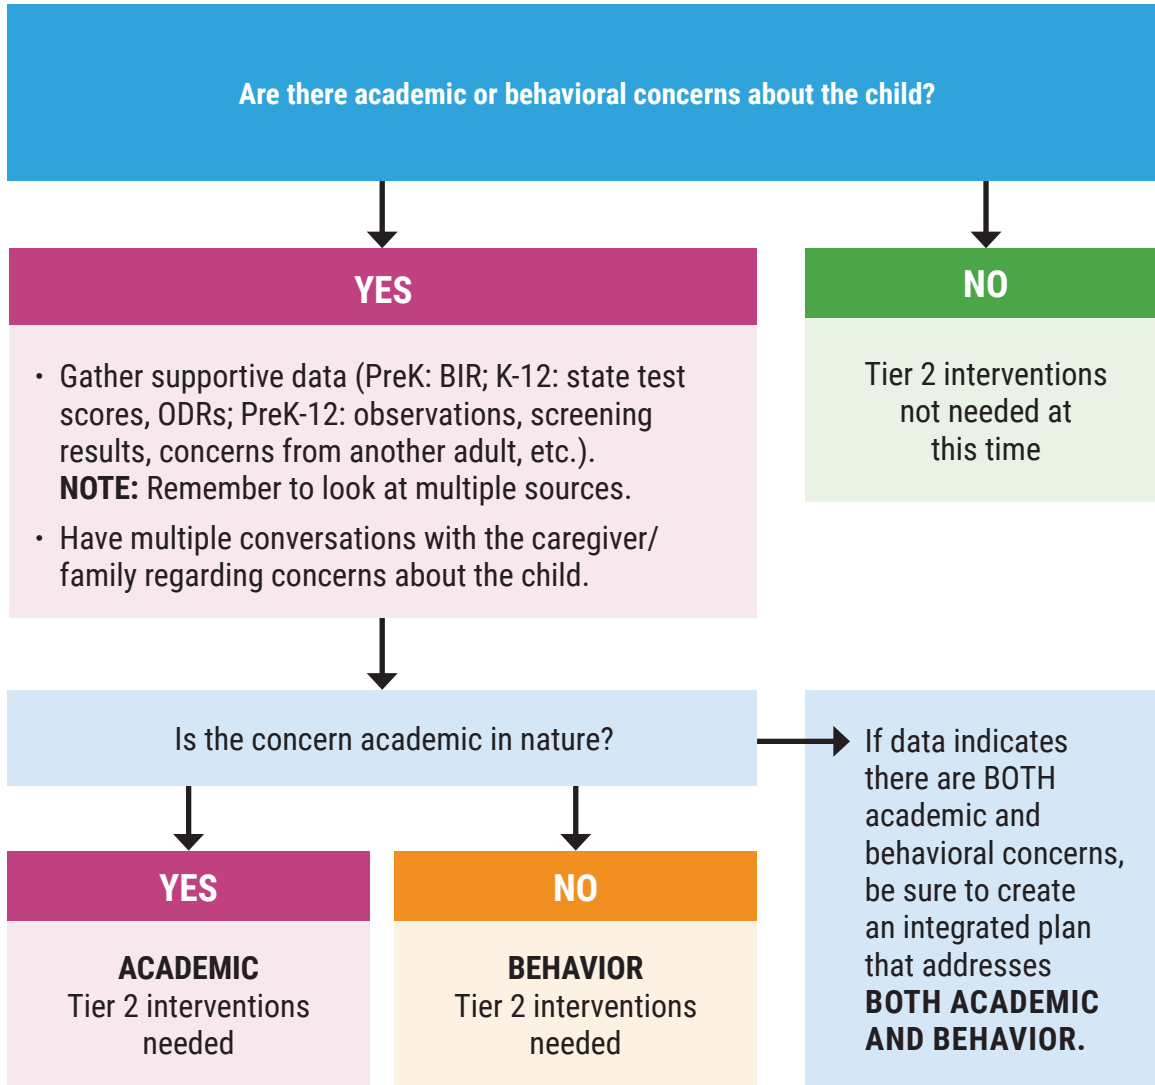 Are there academic or behavioral concerns about the child?
YES
• Gather supportive data (PreK: BIR; K-12: state test
scores, ODRs; PreK-12: observations, screening
results, concerns from another adult, etc.).
NOTE: Remember to look at multiple sources.
• Have multiple conversations with the caregiver/
family regarding concerns about the child.
NO
Tier 2 interventions
not needed at
this time
Is the concern academic in nature?
If data indicates
there are BOTH
academic and
behavioral concerns,
be sure to create
an integrated plan
that addresses
BOTH ACADEMIC
AND BEHAVIOR.
YES
ACADEMIC
Tier 2 interventions
needed
NO
BEHAVIOR
Tier 2 interventions
needed